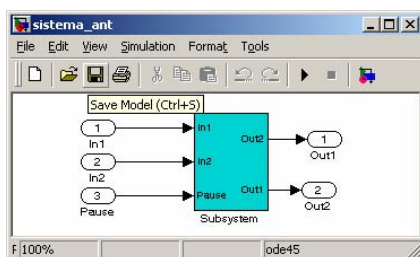 sistema_ant
File Edit View Simulation Format Tools
Save Model (Ctrl+S)
1
In1
2
In2
3
Pause
In1
In2
Pause
Out2
Out1
Subsystem
1
Out1
2
Out2
F 100%
ode45